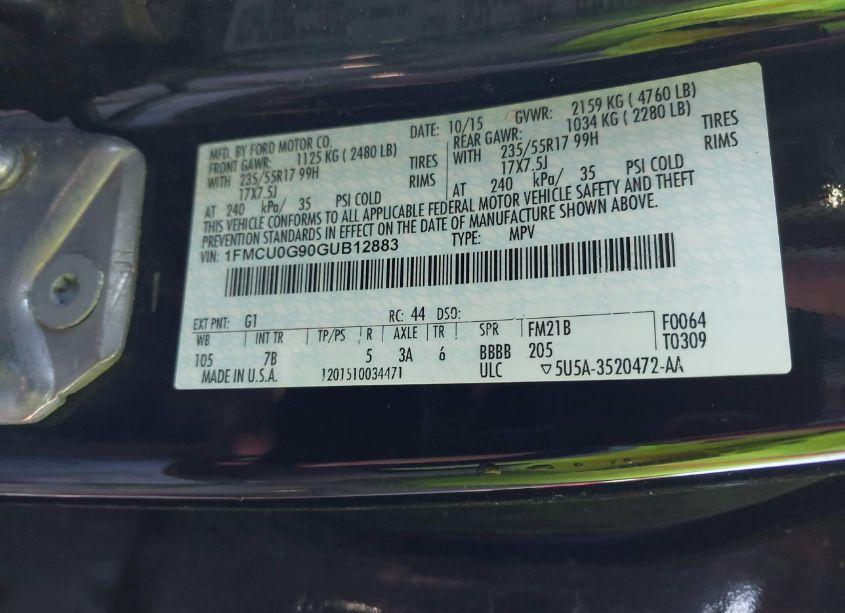 MFD. BY FORD MOTOR CO. DATE: 10/15 GVWR: 2159 KG ( 4760 LB)
FRONT GAWR: 1125 KG ( 2480 LB) REAR GAWR: 1034 KG ( 2280 LB)
WITH 235/55R17 99H TIRES WITH 235/55R17 99H TIRES
17X7.5J RIMS 17X7.5J RIMS
AT 240 kPa/ 35 PSI COLD AT 240 kPa/ 35 PSI COLD
THIS VEHICLE CONFORMS TO ALL APPLICABLE FEDERAL MOTOR VEHICLE SAFETY AND THEFT
PREVENTION STANDARDS IN EFFECT ON THE DATE OF MANUFACTURE SHOWN ABOVE.
VIN: 1FMCU0G90GUB12883 TYPE: MPV
EXT PNT: G1 RC: 44 DSO: F0064
WB INT TR TP/PS R AXLE TR SPR FM21B T0309
105 7B 5 3A 6 BBBB 205
MADE IN U.S.A. 1201510034471 ULC ▽5U5A-3520472-AA